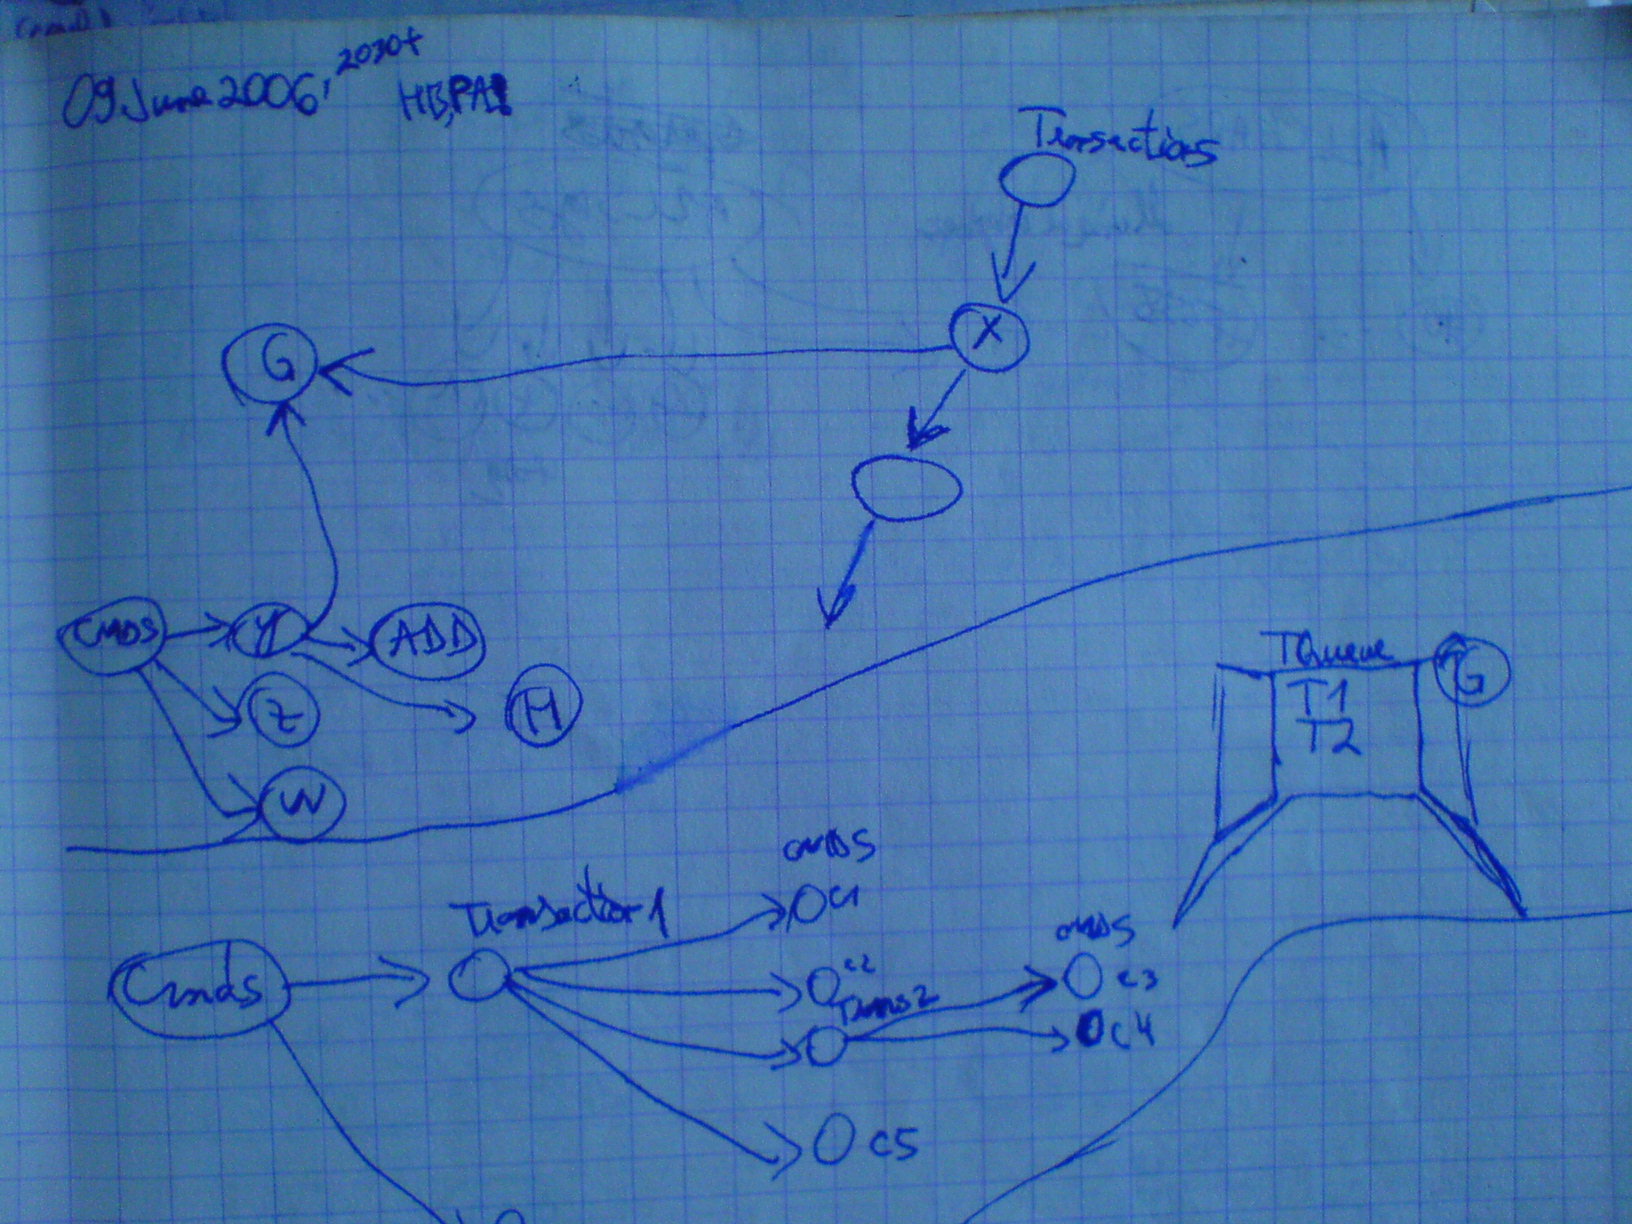 2030+
09 June 2006,
HB, PA
Transactions
X
G
CMDS
Y
ADD
Z
M
W
TQueue
G
T1
T2
CMDS
Transaction 1
C1
CMDS
Cmds
C2
C3
Trans2
C4
C5